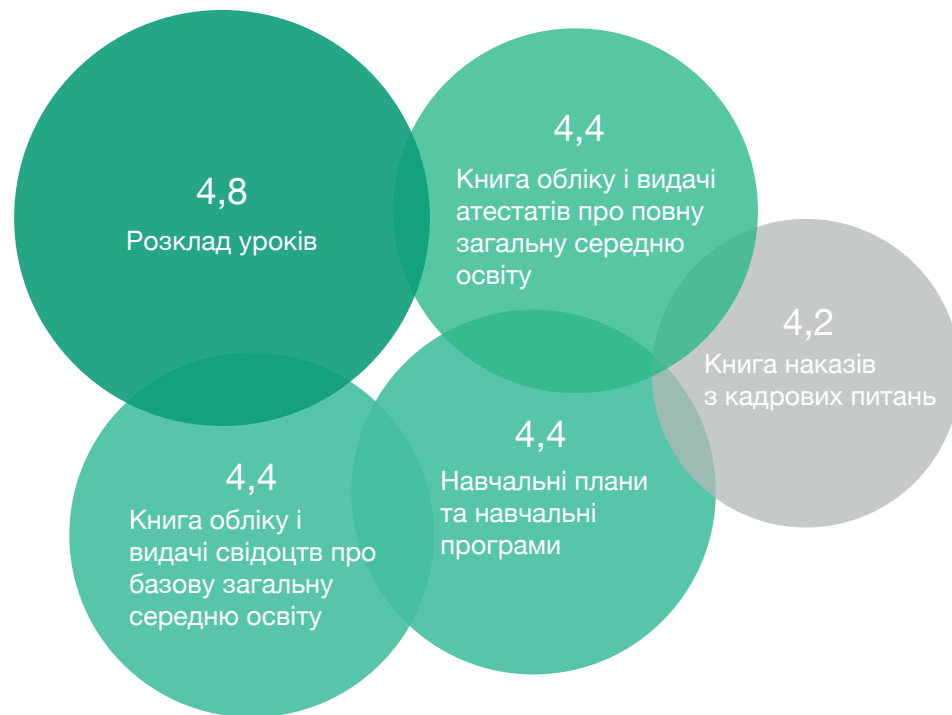 4,8
Розклад уроків
4,4
Книга обліку і видачі
атестатів про повну
загальну середню
освіту
4,2
Книга наказів
з кадрових питань
4,4
Навчальні плани
та навчальні
програми
4,4
Книга обліку і
видачі свідоцтв про
базову загальну
середню освіту